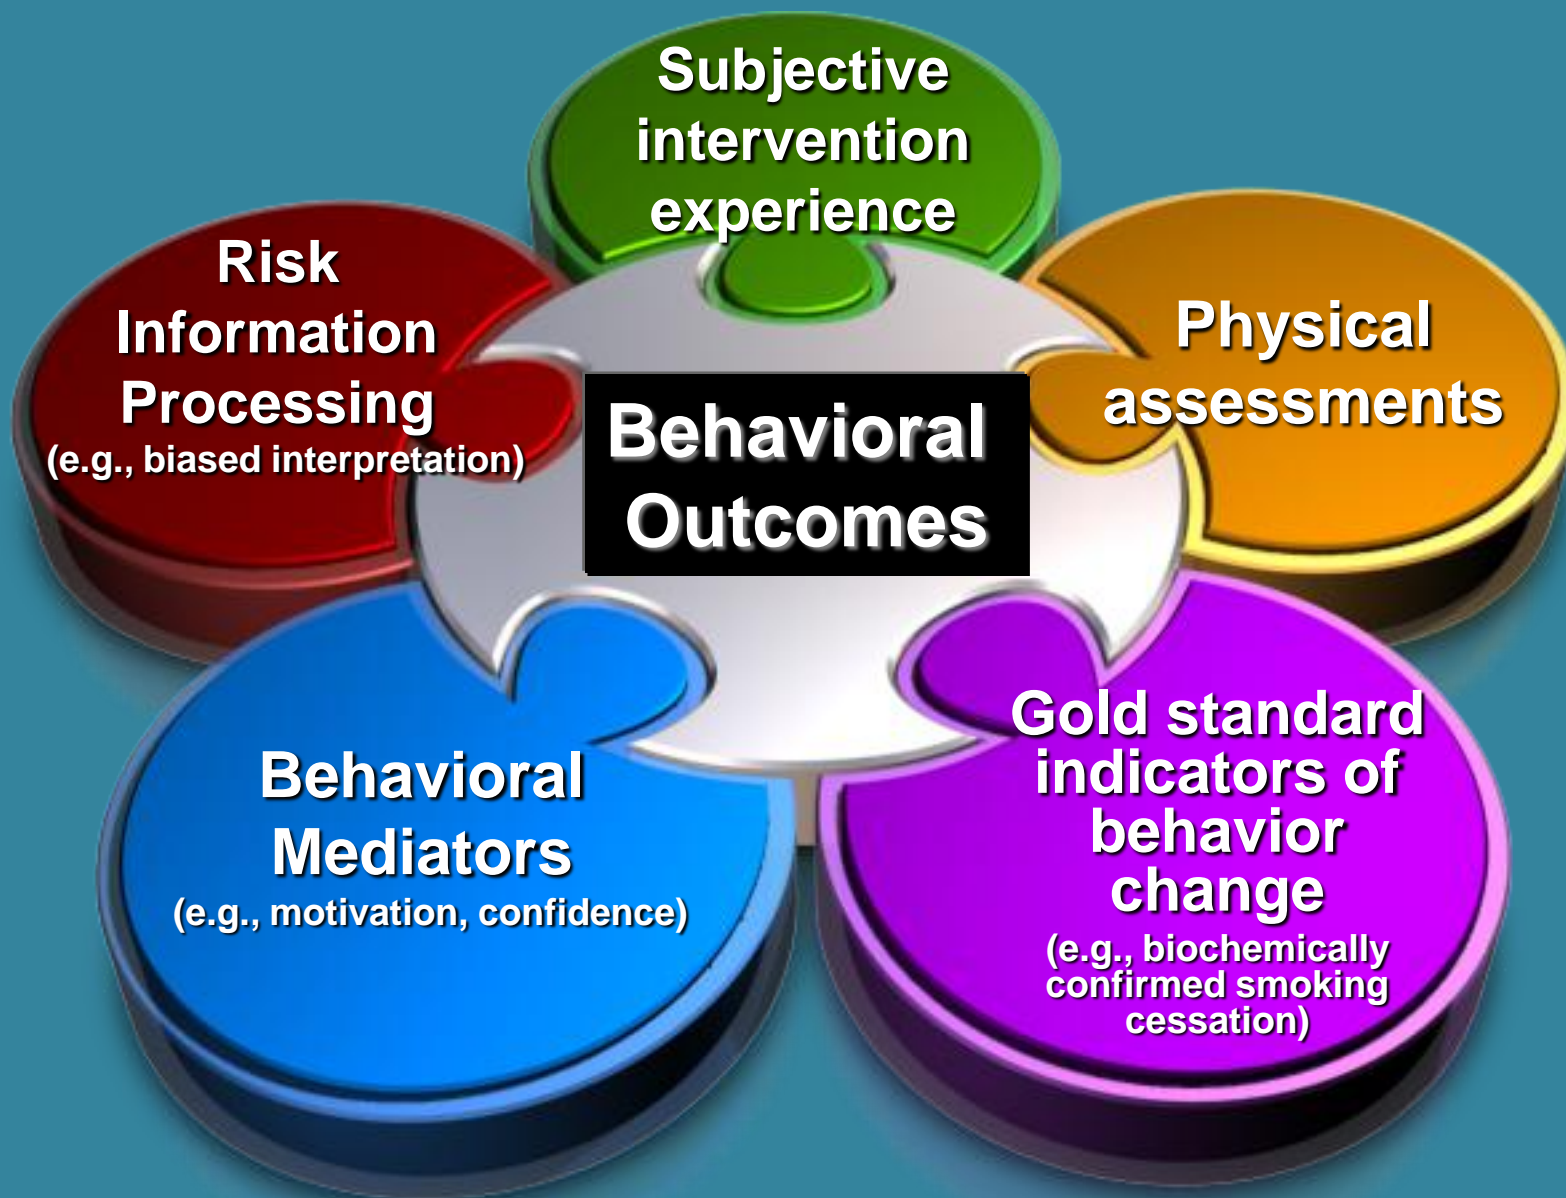 Subjective
intervention
experience
Risk
Information
Processing
(e.g., biased interpretation)
Physical
assessments
Behavioral
Outcomes
Behavioral
Mediators
(e.g., motivation, confidence)
Gold standard
indicators of
behavior
change
(e.g., biochemically
confirmed smoking
cessation)